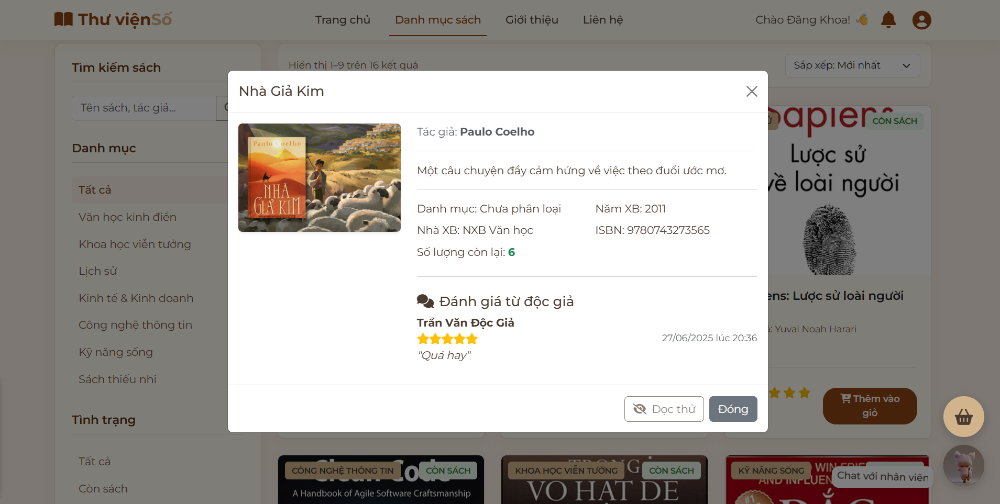 Thư việnSố
Trang chủ
Danh mục sách
Giới thiệu
Liên hệ
Chào Đăng Khoa! 👋
Tìm kiếm sách
Tên sách, tác giả...
Danh mục
Tất cả
Văn học kinh điển
Khoa học viễn tưởng
Lịch sử
Kinh tế & Kinh doanh
Công nghệ thông tin
Kỹ năng sống
Sách thiếu nhi
Tình trạng
Tất cả
Còn sách
Hiển thị 1–9 trên 16 kết quả
Sắp xếp: Mới nhất
Nhà Giả Kim
Paulo Coelho
NHÀ
GIẢ KIM
Tác giả: Paulo Coelho
Một câu chuyện đầy cảm hứng về việc theo đuổi ước mơ.
Danh mục: Chưa phân loại
Năm XB: 2011
Nhà XB: NXB Văn học
ISBN: 9780743273565
Số lượng còn lại: 6
Đánh giá từ độc giả
Trần Văn Độc Giả
27/06/2025 lúc 20:36
"Quá hay"
Đọc thử
Đóng
CÒN SÁCH
Sapiens
Lược sử
về loài người
ens: Lược sử loài người
ả: Yuval Noah Harari
Thêm vào
giỏ
CÔNG NGHỆ THÔNG TIN
CÒN SÁCH
Clean Code
A Handbook of Agile Software Craftsmanship
KHOA HỌC VIỄN TƯỞNG
CÒN SÁCH
TRONG
VỎ HẠT DẺ
KỸ NĂNG SỐNG
WIN FRIE
AND INFLUEN
#1
ĐẮC
Chat với nhân viên